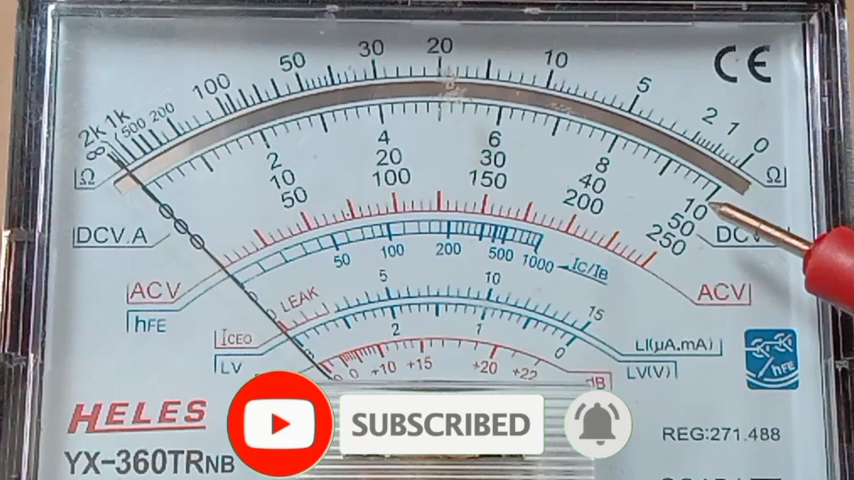 2k 1k 500 200 100 50 30 20 10 5 2 1 0
∞
Ω Ω
2 4 6 8 10
10 20 30 40 50
50 100 150 200 250
DCV.A DCV
ACV ACV
hFE 50 100 200 500 1000 Ic/IB
LEAK
5 10 15
ICEO LI(µA,mA)
LV 2 1 0 LV(V)
0 +10 +15 +20 +22 dB
hFE
CE
HELES
SUBSCRIBED
REG:271.488
YX-360TRNB